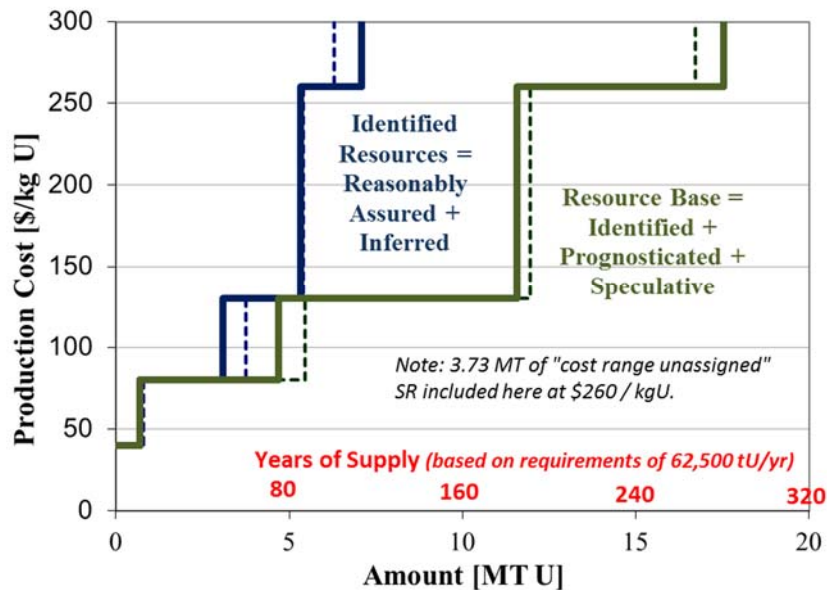 300
250
200
150
100
50
0
Production Cost [$/kg U]
Identified
Resources =
Reasonably
Assured +
Inferred
Resource Base =
Identified +
Prognosticated +
Speculative
Note: 3.73 MT of "cost range unassigned"
SR included here at $260 / kgU.
Years of Supply (based on requirements of 62,500 tU/yr)
80 160 240 320
0 5 10 15 20
Amount [MT U]